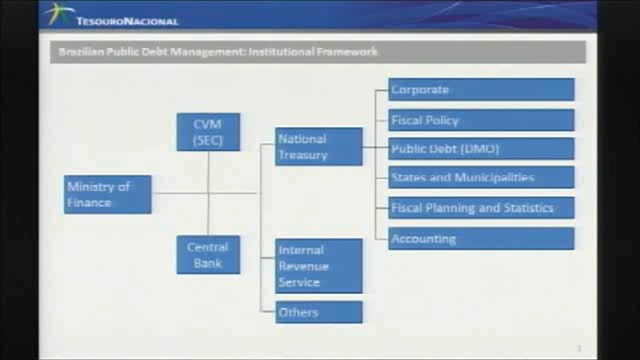 TESOURONACIONAL
Brazilian Public Debt Management: Institutional Framework
Corporate
CVM
(SEC)
National
Treasury
Fiscal Policy
Public Debt (DMO)
Ministry of
Finance
States and Municipalities
Fiscal Planning and Statistics
Central
Bank
Internal
Revenue
Service
Accounting
Others
3